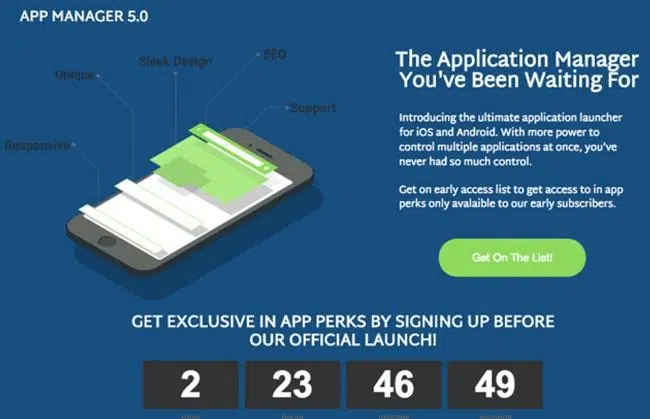 APP MANAGER 5.0
SEO
Sleek Design
Unique
Support
Responsive
The Application Manager
You've Been Waiting For
Introducing the ultimate application launcher
for iOS and Android. With more power to
control multiple applications at once, you've
never had so much control.
Get on early access list to get access to in app
perks only avalaible to our early subscribers.
Get On The List!
GET EXCLUSIVE IN APP PERKS BY SIGNING UP BEFORE
OUR OFFICIAL LAUNCH!
2 23 46 49